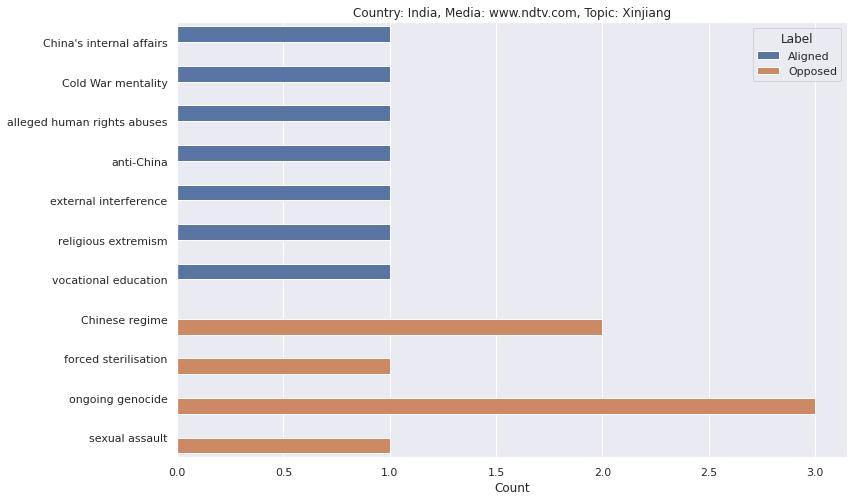 Country: India, Media: www.ndtv.com, Topic: Xinjiang
Label
Aligned
Opposed
China's internal affairs
Cold War mentality
alleged human rights abuses
anti-China
external interference
religious extremism
vocational education
Chinese regime
forced sterilisation
ongoing genocide
sexual assault
0.0 0.5 1.0 1.5 2.0 2.5 3.0
Count